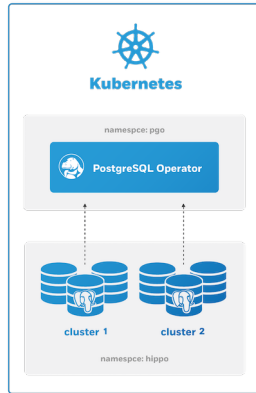 Kubernetes
namespce: pgo
PostgreSQL Operator
cluster 1
cluster 2
namespce: hippo